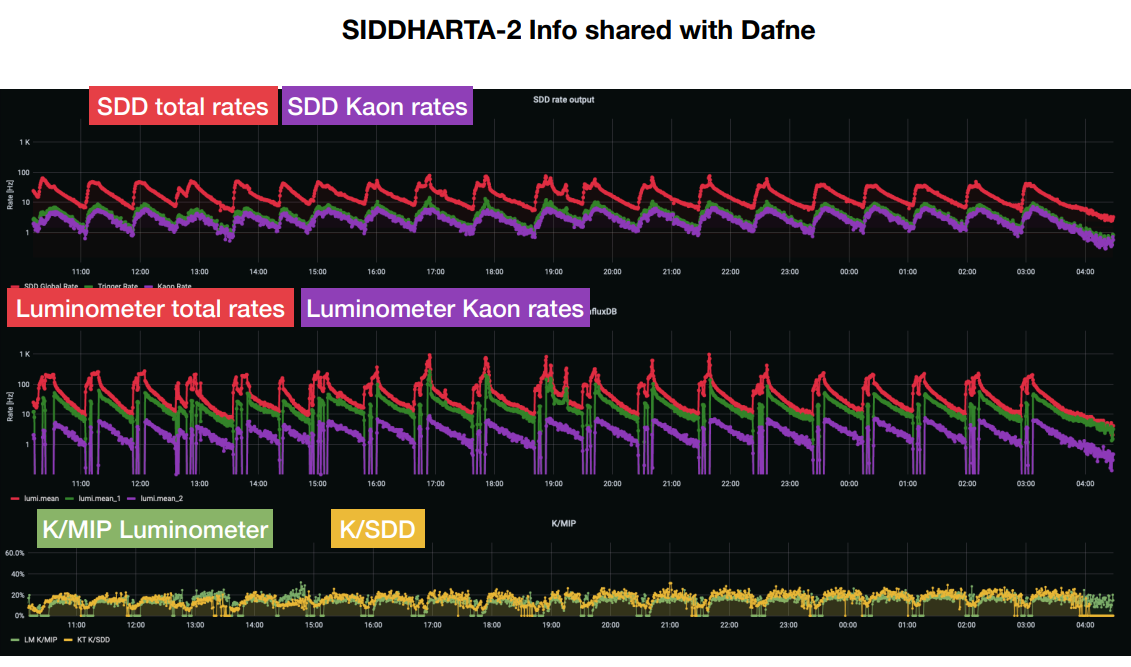 SIDDHARTA-2 Info shared with Dafne
SDD total rates SDD Kaon rates
SDD rate output
1 K
100
10
1
Rate [Hz]
11:00 12:00 13:00 14:00 15:00 16:00 17:00 18:00 19:00 20:00 21:00 22:00 23:00 00:00 01:00 02:00 03:00 04:00
SDD Global Rate Trigger Rate Kaon Rate
Luminometer total rates Luminometer Kaon rates
nfluxDB
1 K
100
10
1
Rate [Hz]
11:00 12:00 13:00 14:00 15:00 16:00 17:00 18:00 19:00 20:00 21:00 22:00 23:00 00:00 01:00 02:00 03:00 04:00
lumi.mean lumi.mean_1 lumi.mean_2
K/MIP Luminometer K/SDD
K/MIP
60.0%
40%
20%
0%
11:00 12:00 13:00 14:00 15:00 16:00 17:00 18:00 19:00 20:00 21:00 22:00 23:00 00:00 01:00 02:00 03:00 04:00
LM K/MIP KT K/SDD